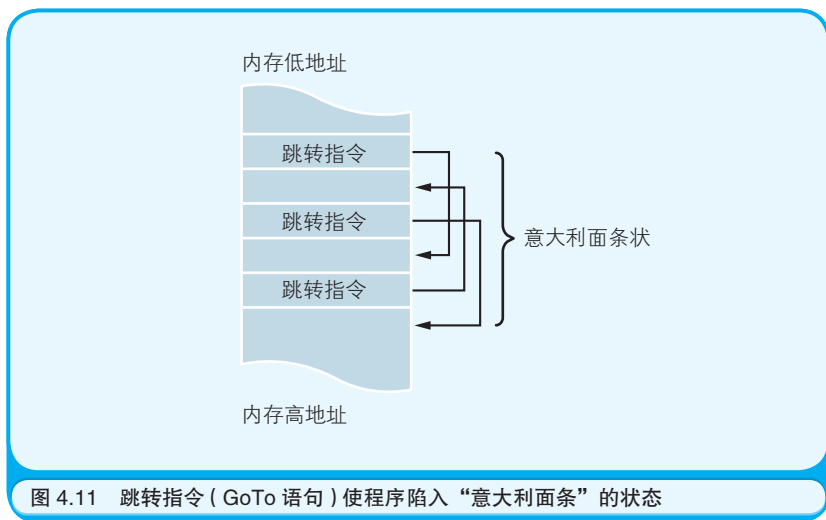 内存低地址
跳转指令
跳转指令
意大利面条状
跳转指令
内存高地址
图 4.11 跳转指令 ( GoTo 语句 ) 使程序陷入“意大利面条”的状态